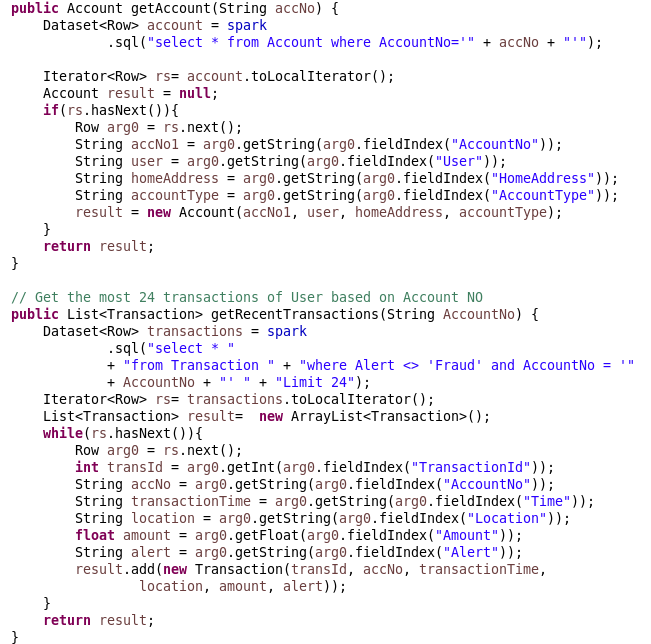 public Account getAccount(String accNo) {
    Dataset<Row> account = spark
            .sql("select * from Account where AccountNo='" + accNo + "'");

    Iterator<Row> rs= account.toLocalIterator();
    Account result = null;
    if(rs.hasNext()){
        Row arg0 = rs.next();
        String accNo1 = arg0.getString(arg0.fieldIndex("AccountNo"));
        String user = arg0.getString(arg0.fieldIndex("User"));
        String homeAddress = arg0.getString(arg0.fieldIndex("HomeAddress"));
        String accountType = arg0.getString(arg0.fieldIndex("AccountType"));
        result = new Account(accNo1, user, homeAddress, accountType);
    }
    return result;
}

// Get the most 24 transactions of User based on Account NO
public List<Transaction> getRecentTransactions(String AccountNo) {
    Dataset<Row> transactions = spark
            .sql("select * "
            + "from Transaction " + "where Alert <> 'Fraud' and AccountNo = '"
            + AccountNo + "' " + "Limit 24");
    Iterator<Row> rs= transactions.toLocalIterator();
    List<Transaction> result=  new ArrayList<Transaction>();
    while(rs.hasNext()){
        Row arg0 = rs.next();
        int transId = arg0.getInt(arg0.fieldIndex("TransactionId"));
        String accNo = arg0.getString(arg0.fieldIndex("AccountNo"));
        String transactionTime = arg0.getString(arg0.fieldIndex("Time"));
        String location = arg0.getString(arg0.fieldIndex("Location"));
        float amount = arg0.getFloat(arg0.fieldIndex("Amount"));
        String alert = arg0.getString(arg0.fieldIndex("Alert"));
        result.add(new Transaction(transId, accNo, transactionTime,
                location, amount, alert));
    }
    return result;
}